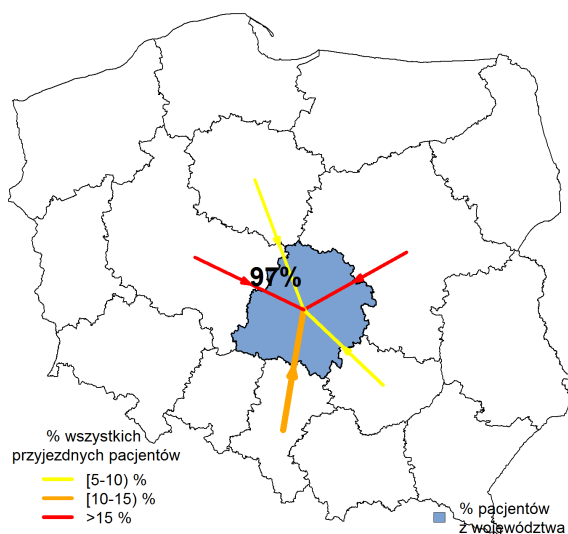 97%
% wszystkich
przyjezdnych pacjentów
[5-10) %
[10-15) %
>15 %
% pacjentów
z województwa